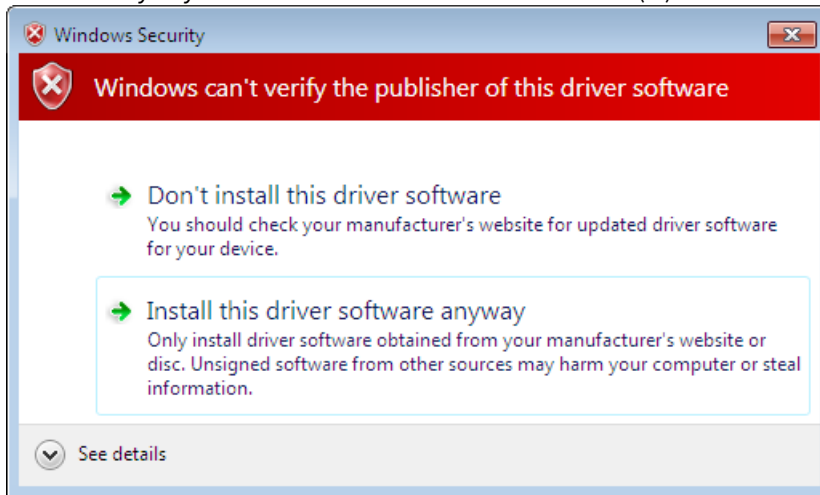 Windows Security
Windows can't verify the publisher of this driver software
Don't install this driver software
You should check your manufacturer's website for updated driver software
for your device.
Install this driver software anyway
Only install driver software obtained from your manufacturer's website or
disc. Unsigned software from other sources may harm your computer or steal
information.
See details